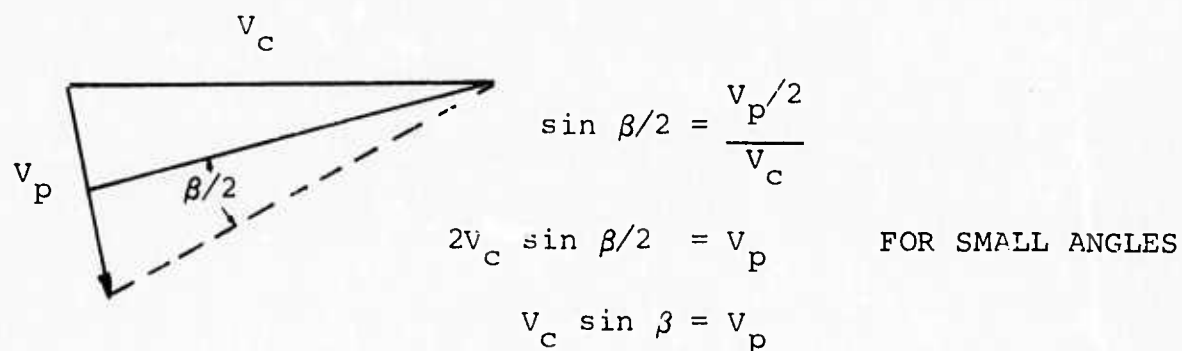 V_c
sin β/2 = V_p/2
V_c
V_p
β/2
2V_c sin β/2 = V_p FOR SMALL ANGLES
V_c sin β = V_p